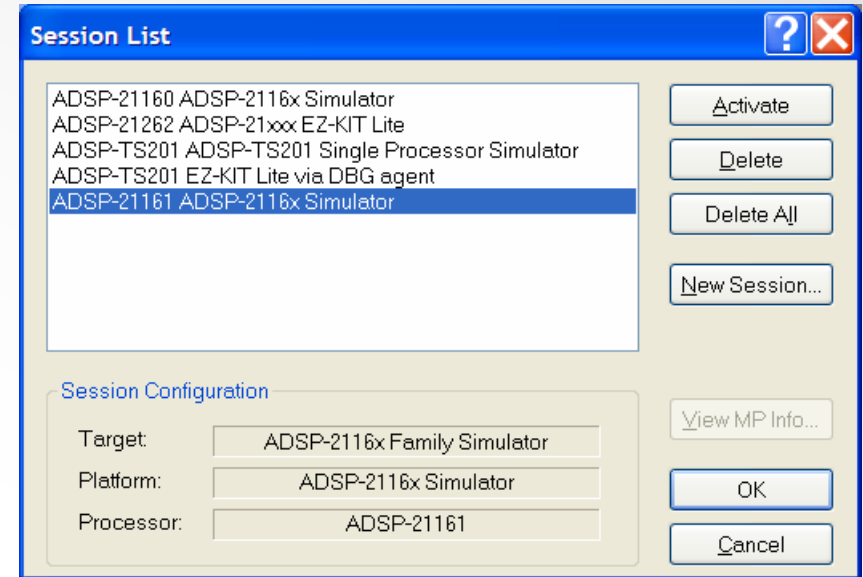 Session List
ADSP-21160 ADSP-2116x Simulator
ADSP-21262 ADSP-21xxx EZ-KIT Lite
ADSP-TS201 ADSP-TS201 Single Processor Simulator
ADSP-TS201 EZ-KIT Lite via DBG agent
ADSP-21161 ADSP-2116x Simulator
Activate
Delete
Delete All
New Session...
Session Configuration
Target: ADSP-2116x Family Simulator
Platform: ADSP-2116x Simulator
Processor: ADSP-21161
View MP Info...
OK
Cancel